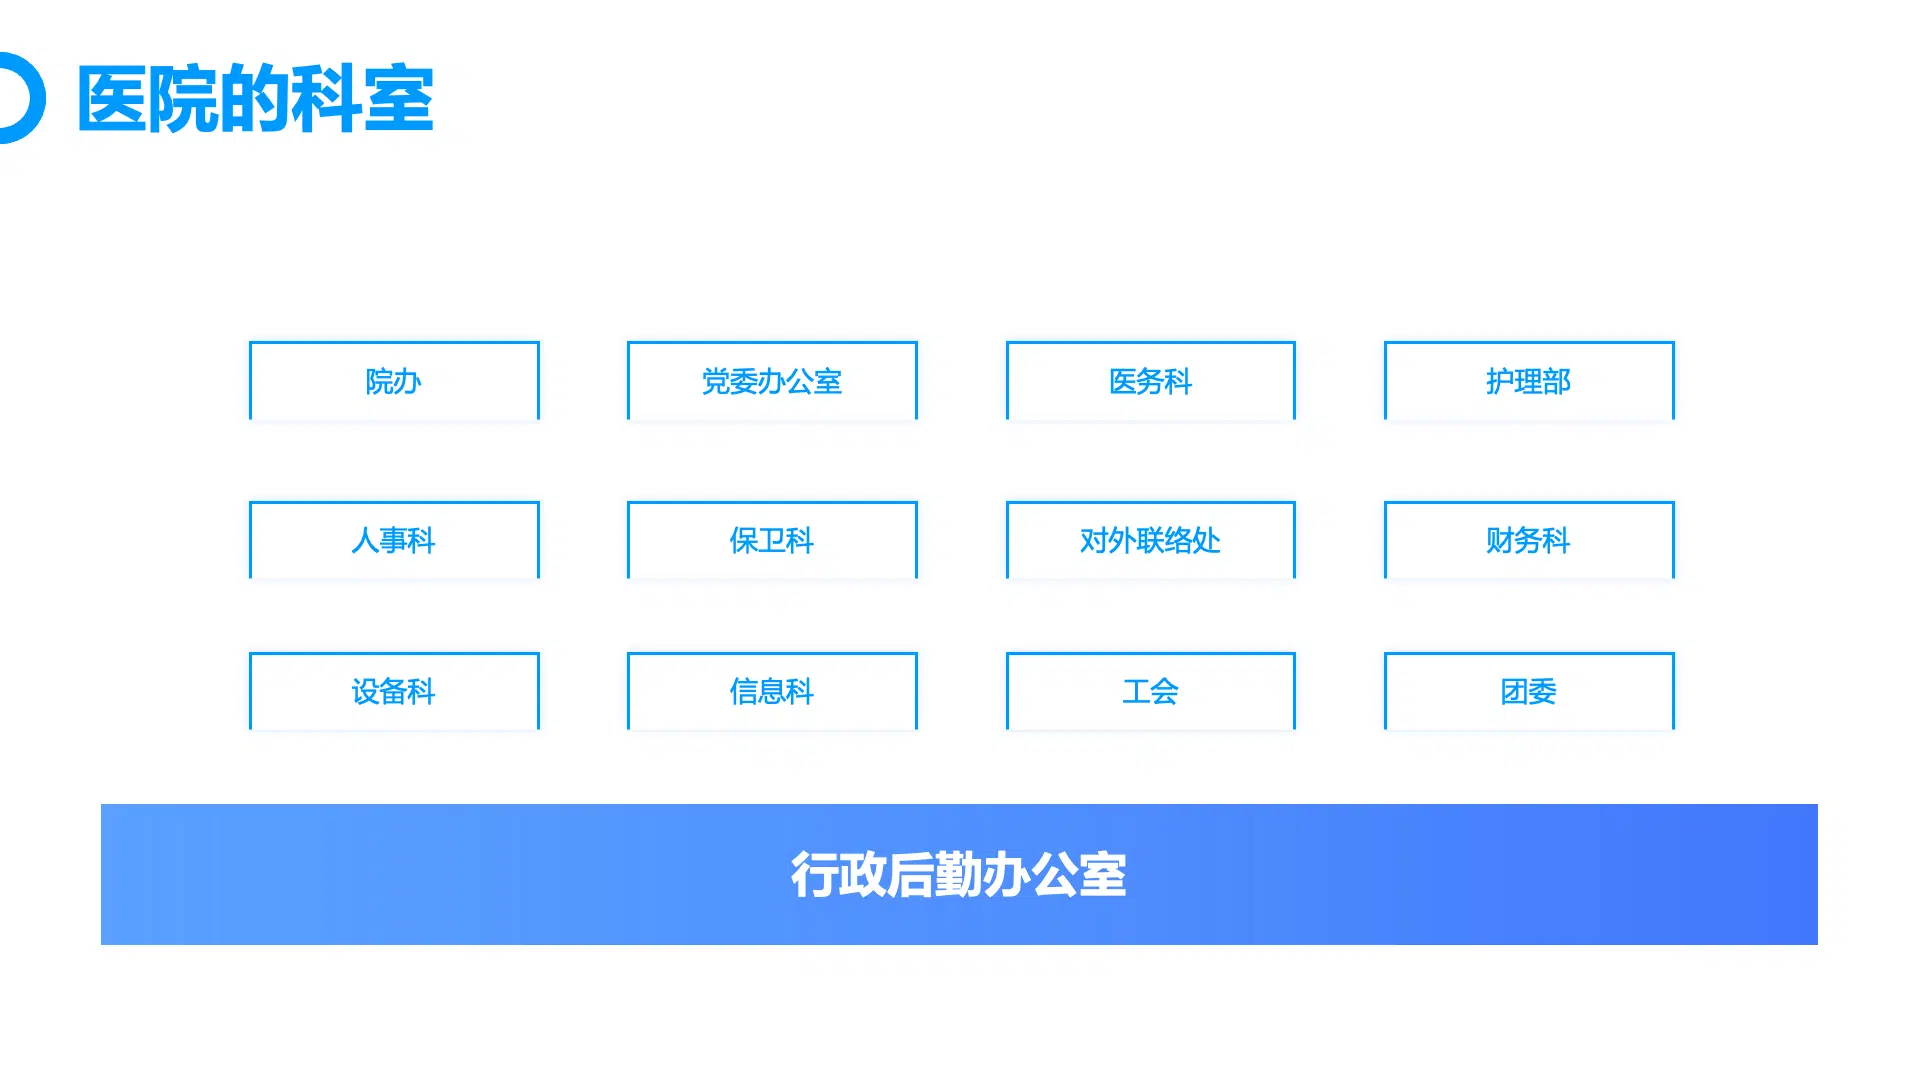 医院的科室
院办
党委办公室
医务科
护理部
人事科
保卫科
对外联络处
财务科
设备科
信息科
工会
团委
行政后勤办公室